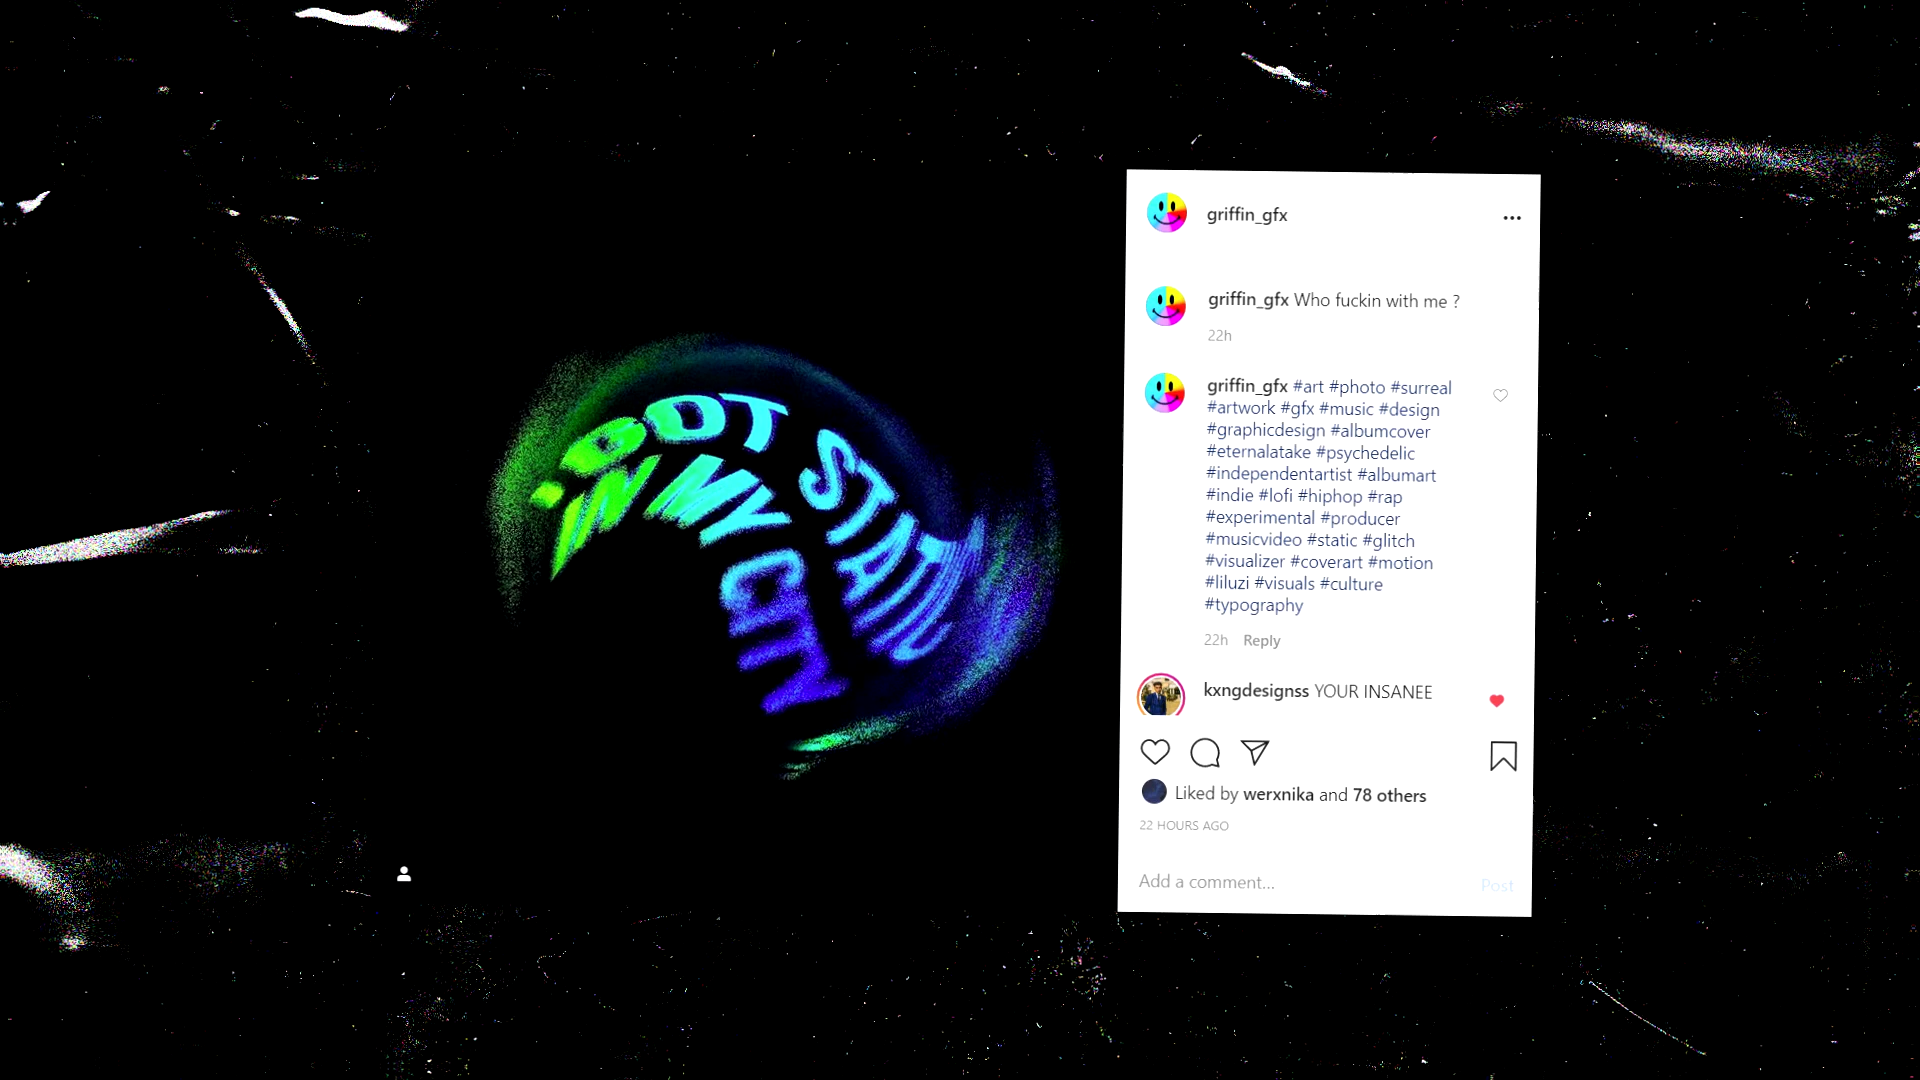 I GOT STATIC
IN MY CITY
griffin_gfx
griffin_gfx Who fuckin with me ?
22h
griffin_gfx #art #photo #surreal
#artwork #gfx #music #design
#graphicdesign #albumcover
#eternalatake #psychedelic
#independentartist #albumart
#indie #lofi #hiphop #rap
#experimental #producer
#musicvideo #static #glitch
#visualizer #coverart #motion
#liluzi #visuals #culture
#typography
22h Reply
kxngdesignss YOUR INSANEE
Liked by werxnika and 78 others
22 HOURS AGO
Add a comment...
Post